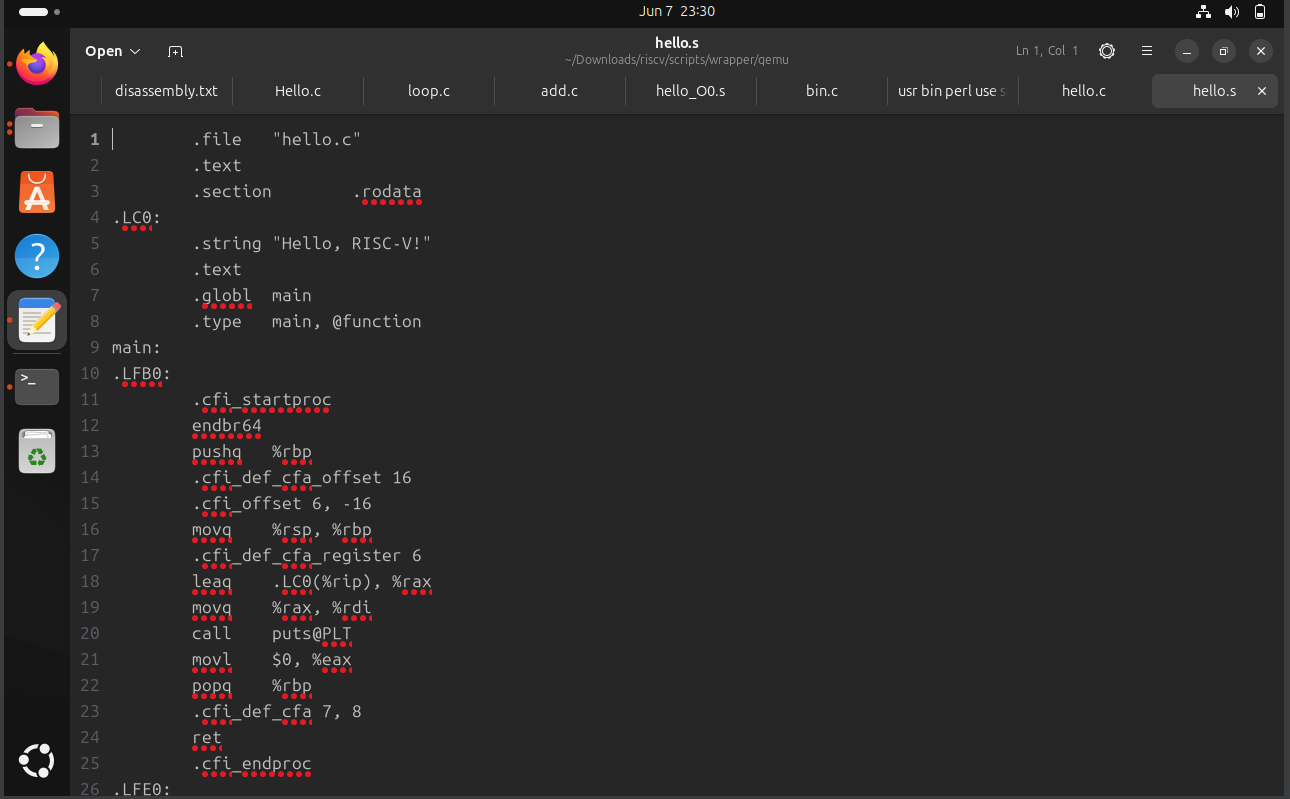 Jun 7 23:30
Open
hello.s
~/Downloads/riscv/scripts/wrapper/qemu
Ln 1, Col 1
disassembly.txt Hello.c loop.c add.c hello_O0.s bin.c usr bin perl use s hello.c hello.s
1 .file "hello.c"
2 .text
3 .section .rodata
4 .LC0:
5 .string "Hello, RISC-V!"
6 .text
7 .globl main
8 .type main, @function
9 main:
10 .LFB0:
11 .cfi_startproc
12 endbr64
13 pushq %rbp
14 .cfi_def_cfa_offset 16
15 .cfi_offset 6, -16
16 movq %rsp, %rbp
17 .cfi_def_cfa_register 6
18 leaq .LC0(%rip), %rax
19 movq %rax, %rdi
20 call puts@PLT
21 movl $0, %eax
22 popq %rbp
23 .cfi_def_cfa 7, 8
24 ret
25 .cfi_endproc
26 .LFE0: